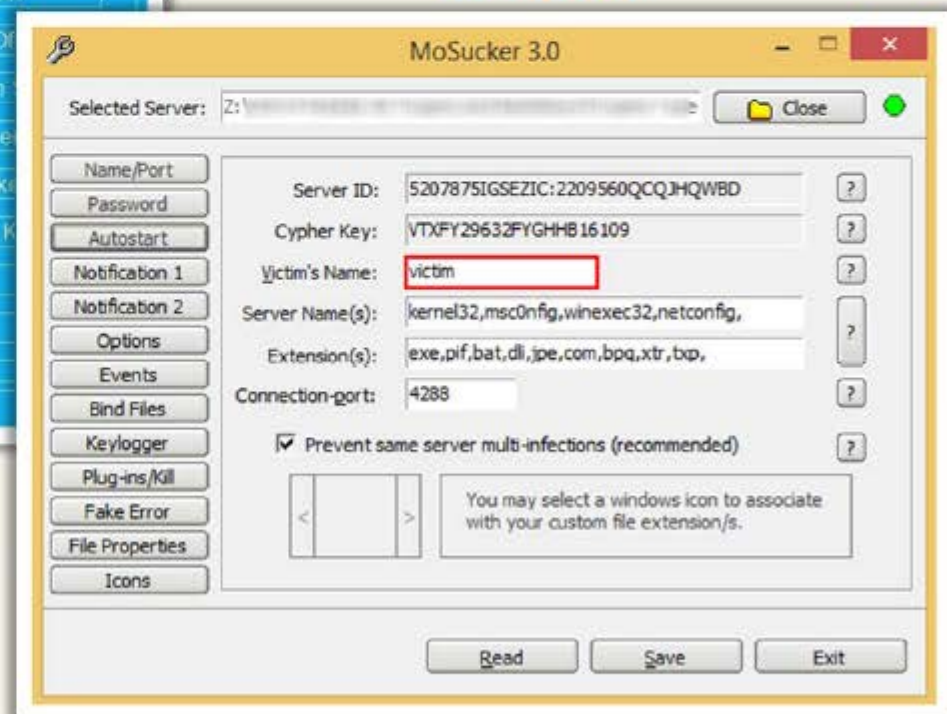 MoSucker 3.0
Selected Server: Z:\
Close
Name/Port
Password
Autostart
Notification 1
Notification 2
Options
Events
Bind Files
Keylogger
Plug-ins/Kill
Fake Error
File Properties
Icons
Server ID: 5207875IGSEZIC:2209560QCQJHQWBD ?
Cypher Key: VTXFY29632FYGHHB16109 ?
Victim's Name: victim ?
Server Name(s): kernel32,msc0nfig,winexec32,netconfig,
?
Extension(s): exe,pif,bat,dli,jpe,com,bpq,xtr,txp,
Connection-port: 4288 ?
Prevent same server multi-infections (recommended) ?
< >
You may select a windows icon to associate
with your custom file extension/s.
Read Save Exit